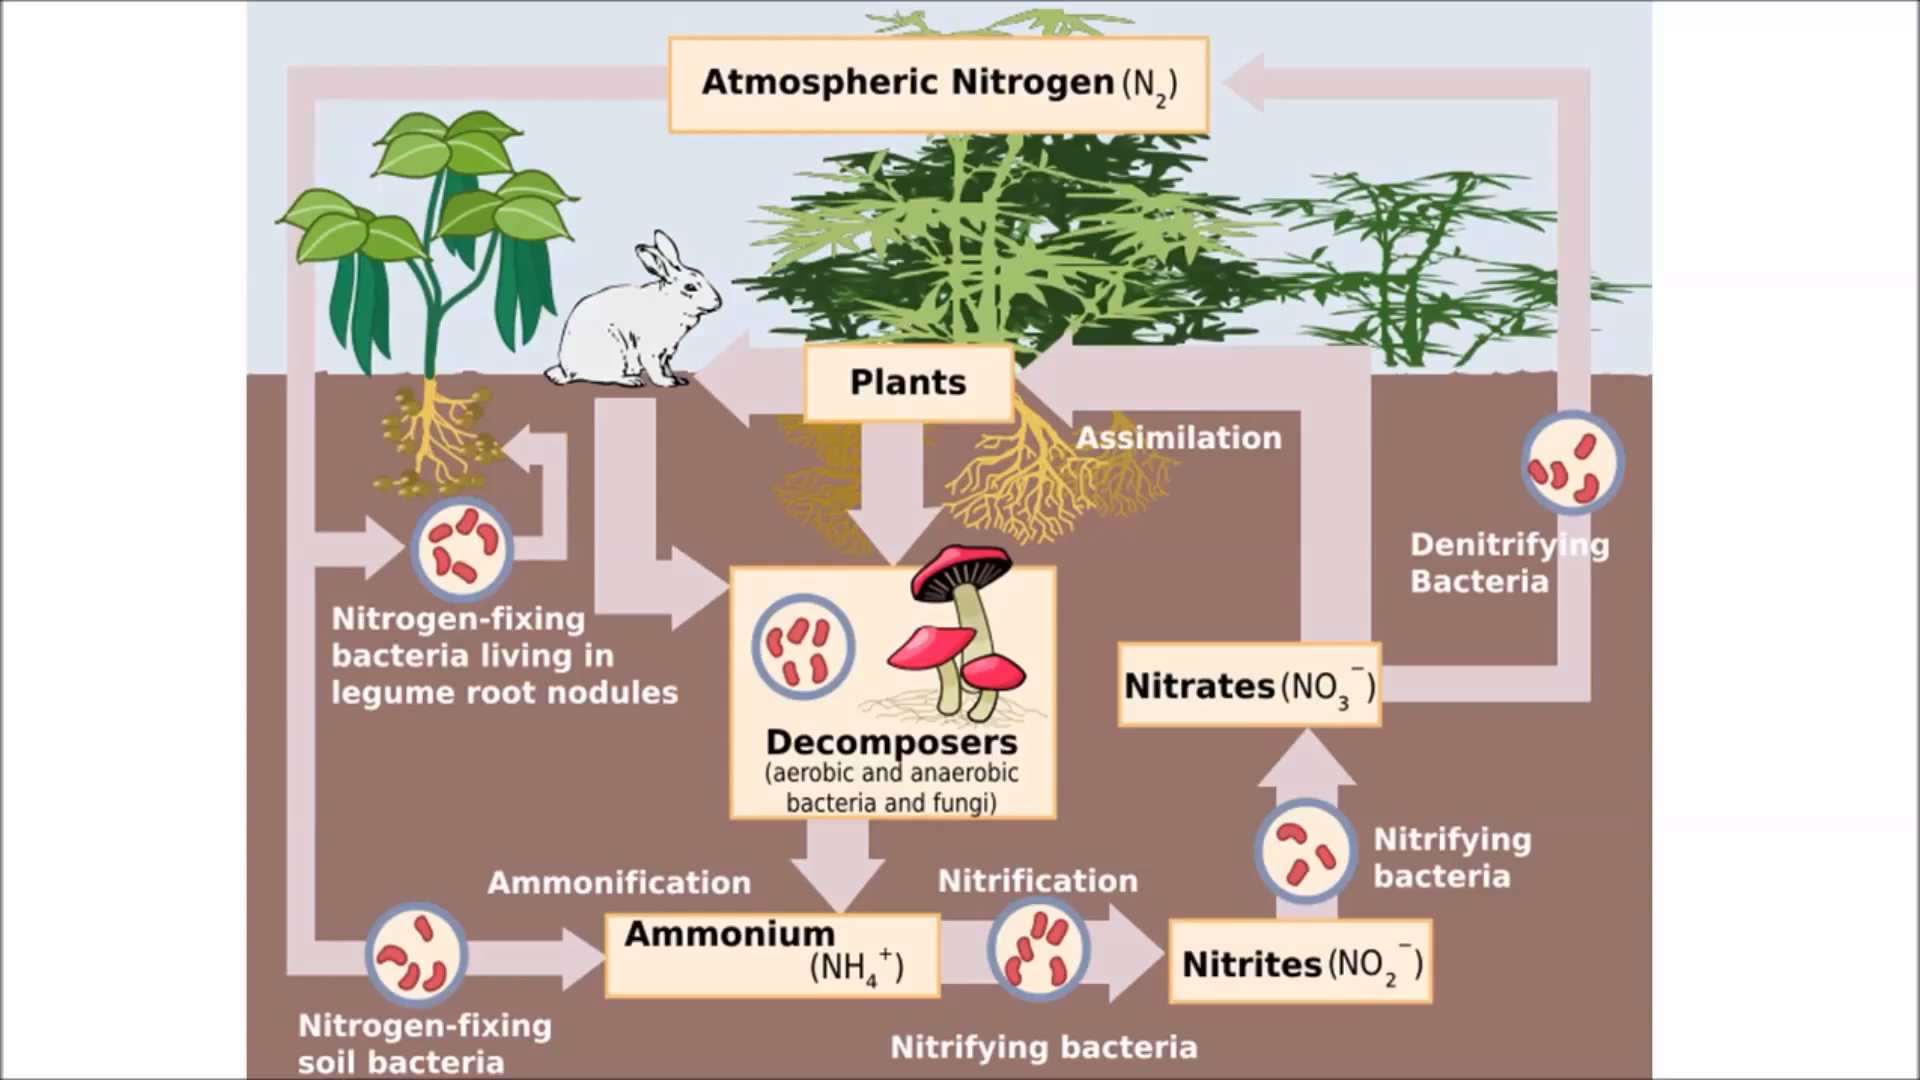 Atmospheric Nitrogen (N₂)
Plants
Assimilation
Denitrifying
Bacteria
Nitrogen-fixing
bacteria living in
legume root nodules
Nitrates (NO₃⁻)
Decomposers
(aerobic and anaerobic
bacteria and fungi)
Nitrifying
bacteria
Ammonification
Nitrification
Ammonium
(NH₄⁺)
Nitrites (NO₂⁻)
Nitrogen-fixing
soil bacteria
Nitrifying bacteria